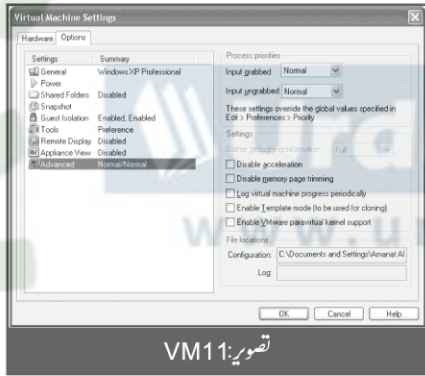 Virtual Machine Settings
Hardware Options
Settings Summary
General Windows XP Professional
Power
Shared Folders Disabled
Snapshot
Guest Isolation Enabled, Enabled
Tools Preference
Remote Display Disabled
Appliance View Disabled
Advanced Normal/Normal
Process priorities
Input grabbed Normal
Input ungrabbed Normal
These settings override the global values specified in
Edit > Preferences > Priority
Settings
Gather debugging information Full
Disable acceleration
Disable memory page trimming
Log virtual machine progress periodically
Enable Template mode (to be used for cloning)
Enable VMware paravirtual kernel support
File locations
Configuration: C:\Documents and Settings\Amanat Al
Log:
OK Cancel Help
تصویر:VM11